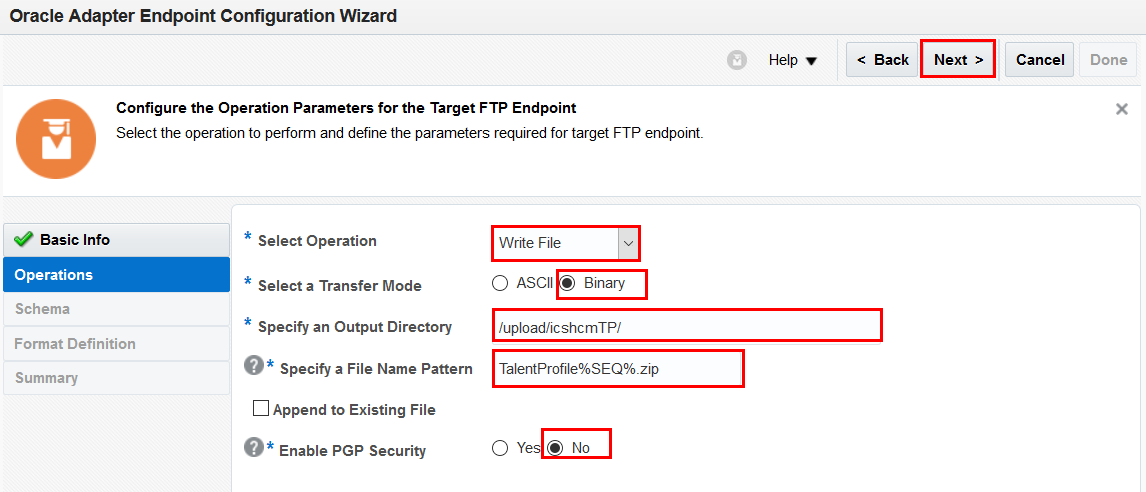 Oracle Adapter Endpoint Configuration Wizard
Help < Back Next > Cancel Done
Configure the Operation Parameters for the Target FTP Endpoint
Select the operation to perform and define the parameters required for target FTP endpoint.
Basic Info
Operations
Schema
Format Definition
Summary
* Select Operation Write File
* Select a Transfer Mode ASCII Binary
* Specify an Output Directory /upload/icshcmTP/
? * Specify a File Name Pattern TalentProfile%SEQ%.zip
Append to Existing File
? * Enable PGP Security Yes No